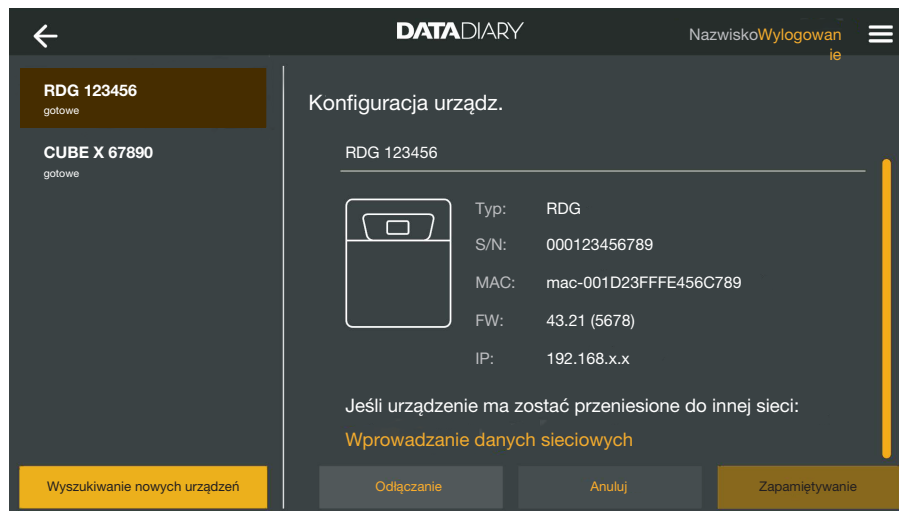 DATADIARY
NazwiskoWylogowan
ie
RDG 123456
gotowe
CUBE X 67890
gotowe
Wyszukiwanie nowych urządzeń
Konfiguracja urządz.
RDG 123456
Typ: RDG
S/N: 000123456789
MAC: mac-001D23FFFE456C789
FW: 43.21 (5678)
IP: 192.168.x.x
Jeśli urządzenie ma zostać przeniesione do innej sieci:
Wprowadzanie danych sieciowych
Odłączanie
Anuluj
Zapamiętywanie